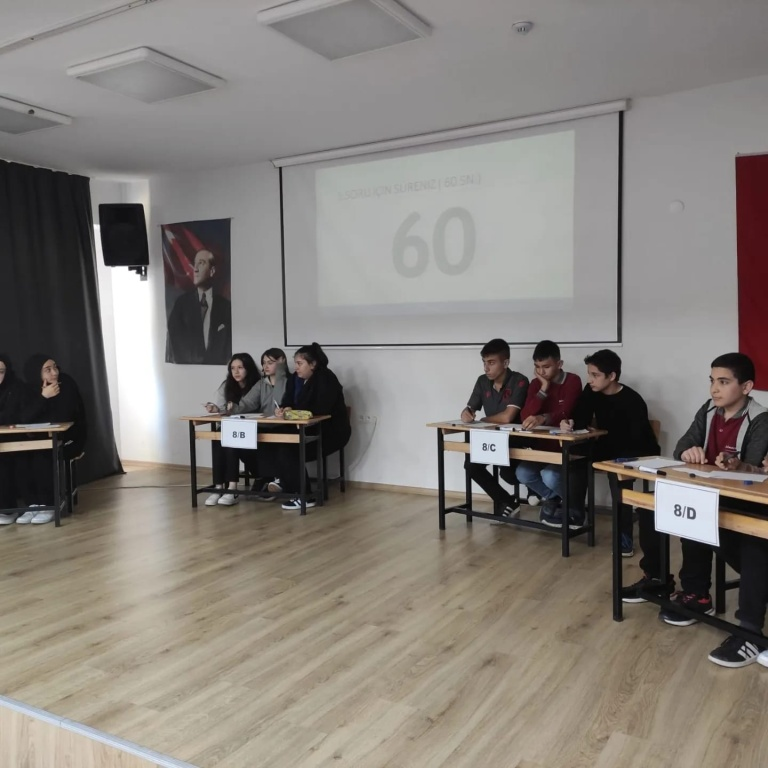 SORU İÇİN SÜRENİZ ( 60 SN.)
60
8/B
8/C
8/D